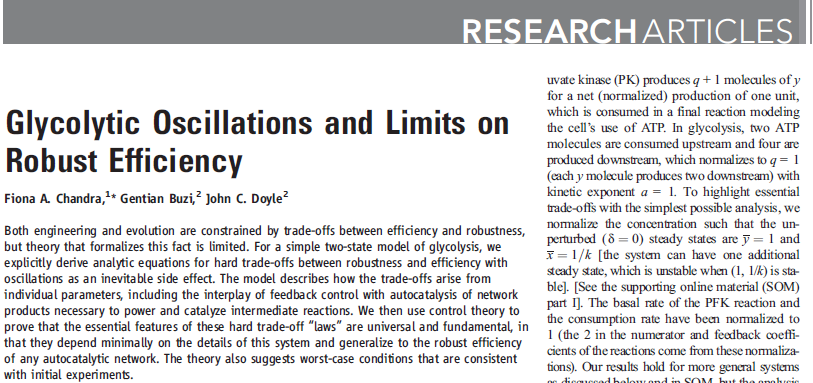 RESEARCH ARTICLES
Glycolytic Oscillations and Limits on
Robust Efficiency
Fiona A. Chandra,¹* Gentian Buzi,² John C. Doyle²
Both engineering and evolution are constrained by trade-offs between efficiency and robustness,
but theory that formalizes this fact is limited. For a simple two-state model of glycolysis, we
explicitly derive analytic equations for hard trade-offs between robustness and efficiency with
oscillations as an inevitable side effect. The model describes how the trade-offs arise from
individual parameters, including the interplay of feedback control with autocatalysis of network
products necessary to power and catalyze intermediate reactions. We then use control theory to
prove that the essential features of these hard trade-off “laws” are universal and fundamental, in
that they depend minimally on the details of this system and generalize to the robust efficiency
of any autocatalytic network. The theory also suggests worst-case conditions that are consistent
with initial experiments.
uvate kinase (PK) produces q + 1 molecules of y
for a net (normalized) production of one unit,
which is consumed in a final reaction modeling
the cell’s use of ATP. In glycolysis, two ATP
molecules are consumed upstream and four are
produced downstream, which normalizes to q = 1
(each y molecule produces two downstream) with
kinetic exponent a = 1. To highlight essential
trade-offs with the simplest possible analysis, we
normalize the concentration such that the un-
perturbed (δ = 0) steady states are y̅ = 1 and
x̅ = 1/k [the system can have one additional
steady state, which is unstable when (1, 1/k) is sta-
ble]. [See the supporting online material (SOM)
part I]. The basal rate of the PFK reaction and
the consumption rate have been normalized to
1 (the 2 in the numerator and feedback coeffi-
cients of the reactions come from these normaliza-
tions). Our results hold for more general systems
as discussed below and in SOM, but the analysis